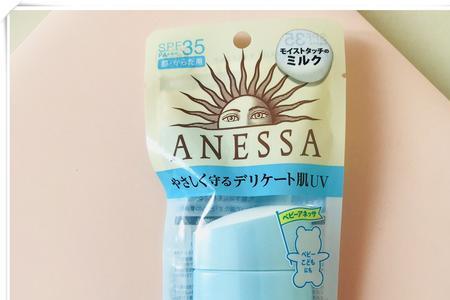 SPF35
PA+++
顔・からだ用
モイストタッチの
ミルク
ANESSA
やさしく守るデリケート肌UV
ベビーアネッサ
ベビー
こども
にも